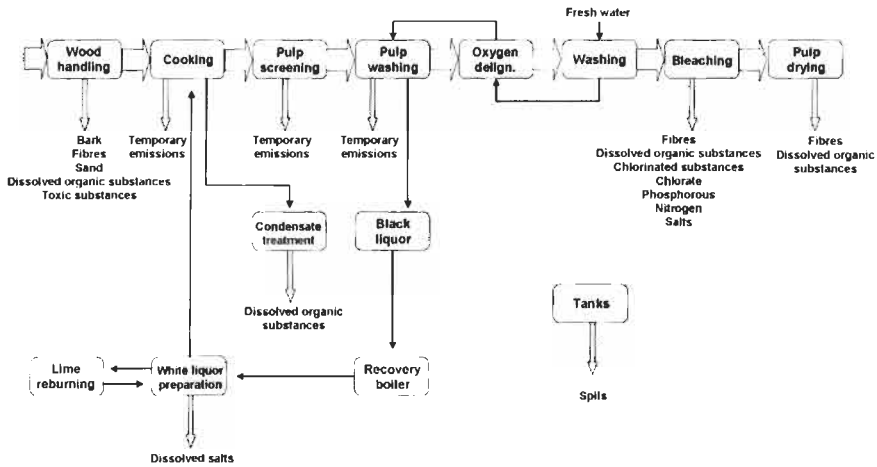 Fresh water
Wood
handling
Cooking
Pulp
screening
Pulp
washing
Oxygen
delign.
Washing
Bleaching
Pulp
drying
Bark
Fibres
Sand
Dissolved organic substances
Toxic substances
Temporary
emissions
Temporary
emissions
Temporary
emissions
Fibres
Dissolved organic substances
Chlorinated substances
Chlorate
Phosphorous
Nitrogen
Salts
Fibres
Dissolved organic
substances
Condensate
treatment
Black
liquor
Dissolved organic
substances
Tanks
Spils
Lime
reburning
White liquor
preparation
Recovery
boiler
Dissolved salts